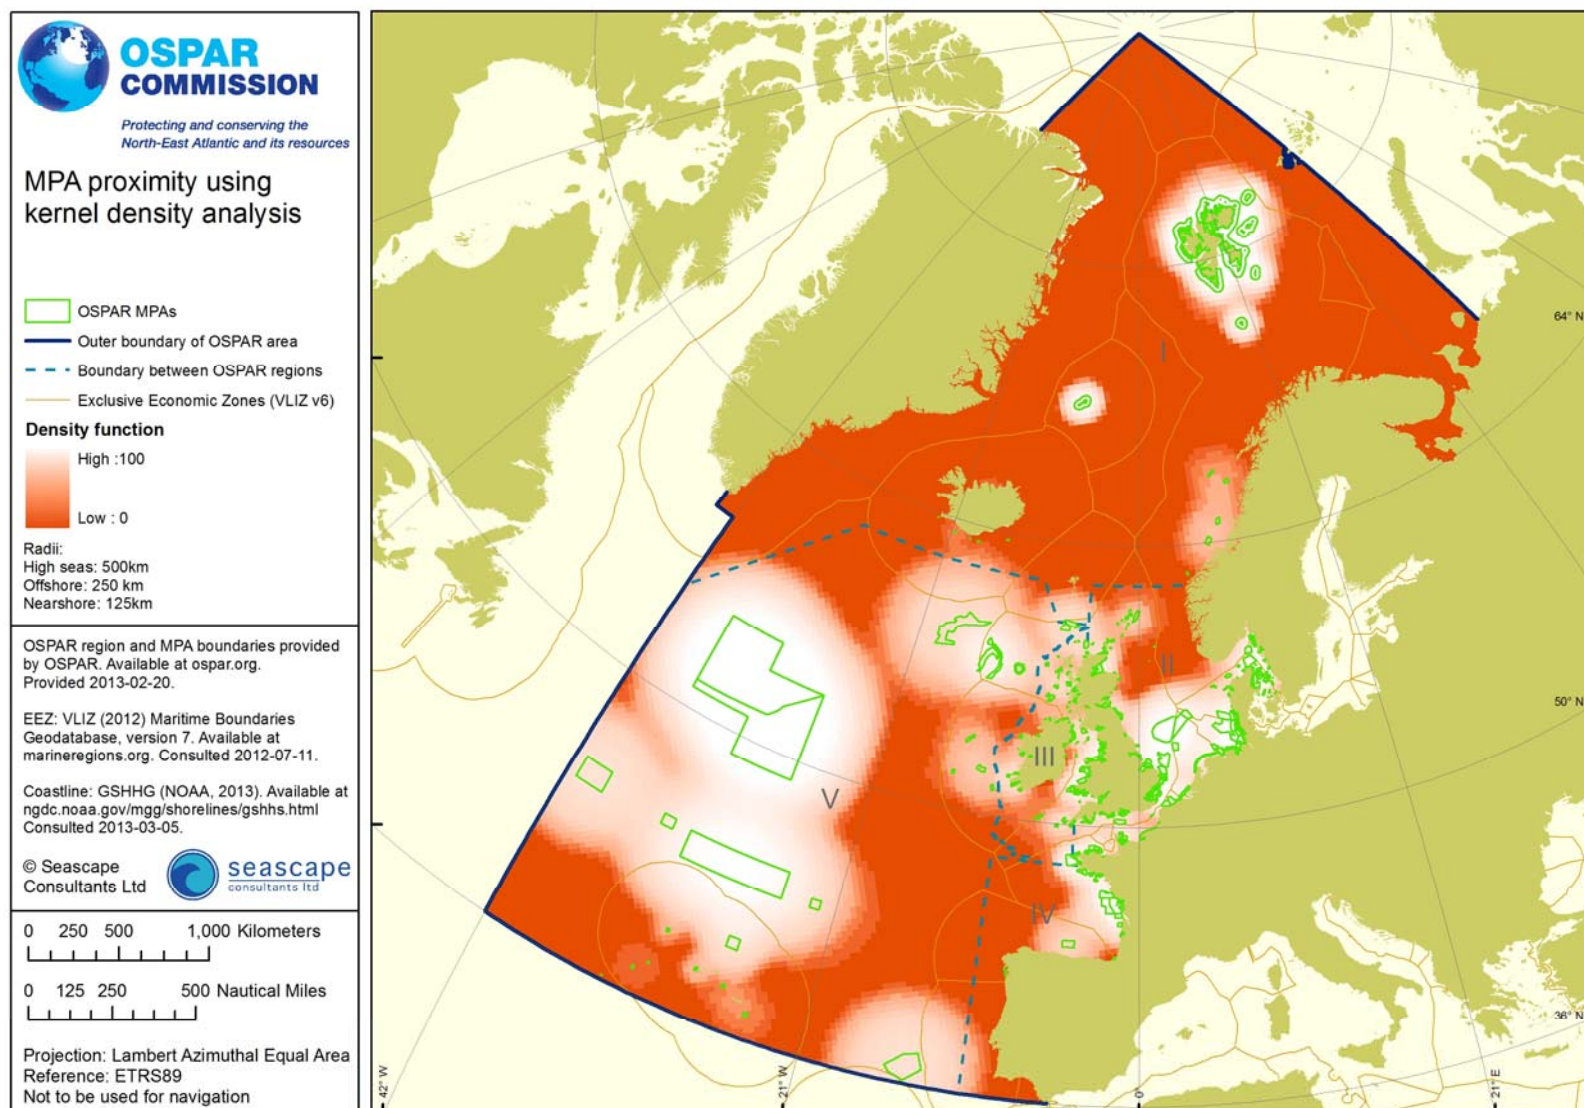 OSPAR
COMMISSION
Protecting and conserving the
North-East Atlantic and its resources
MPA proximity using
kernel density analysis
OSPAR MPAs
Outer boundary of OSPAR area
Boundary between OSPAR regions
Exclusive Economic Zones (VLIZ v6)
Density function
High :100
Low : 0
Radii:
High seas: 500km
Offshore: 250 km
Nearshore: 125km
OSPAR region and MPA boundaries provided
by OSPAR. Available at ospar.org.
Provided 2013-02-20.
EEZ: VLIZ (2012) Maritime Boundaries
Geodatabase, version 7. Available at
marineregions.org. Consulted 2012-07-11.
Coastline: GSHHG (NOAA, 2013). Available at
ngdc.noaa.gov/mgg/shorelines/gshhs.html
Consulted 2013-03-05.
© Seascape
Consultants Ltd
seascape
consultants ltd
0 250 500 1,000 Kilometers
0 125 250 500 Nautical Miles
Projection: Lambert Azimuthal Equal Area
Reference: ETRS89
Not to be used for navigation
I
II
III
IV
V
64° N
50° N
36° N
42° W
21° W
0°
21° E